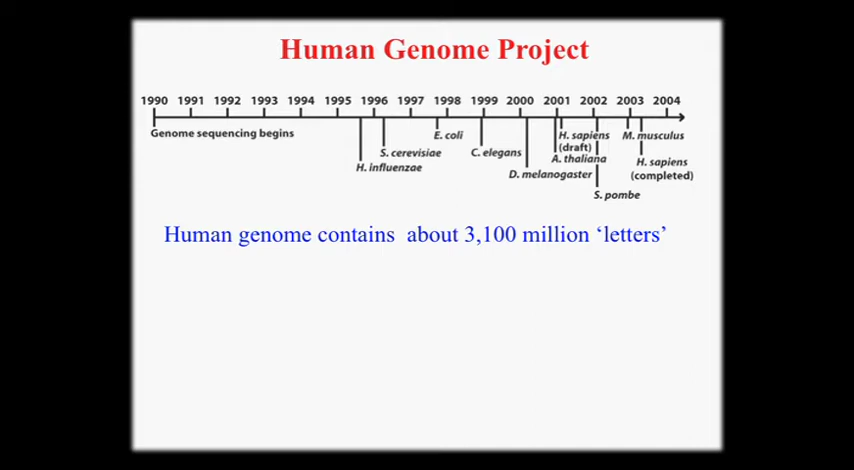 Human Genome Project
1990 1991 1992 1993 1994 1995 1996 1997 1998 1999 2000 2001 2002 2003 2004
Genome sequencing begins
H. influenzae
S. cerevisiae
E. coli
C. elegans
D. melanogaster
A. thaliana
H. sapiens
(draft)
S. pombe
M. musculus
H. sapiens
(completed)
Human genome contains about 3,100 million ‘letters’